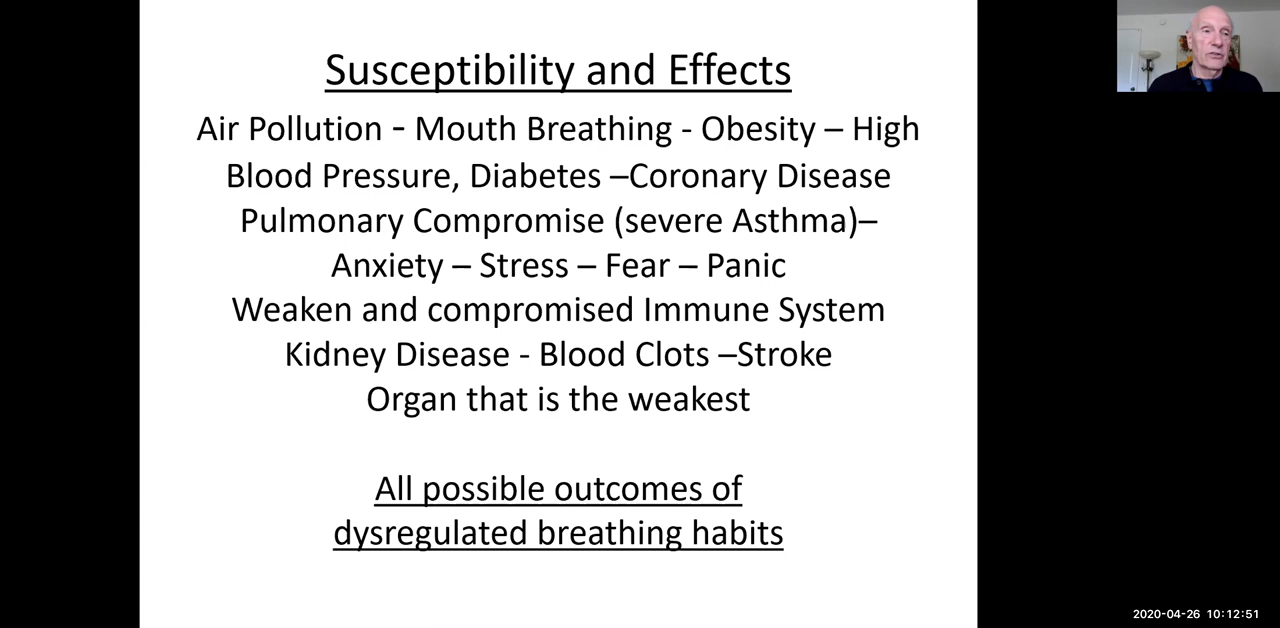 Susceptibility and Effects
Air Pollution - Mouth Breathing - Obesity – High
Blood Pressure, Diabetes –Coronary Disease
Pulmonary Compromise (severe Asthma)–
Anxiety – Stress – Fear – Panic
Weaken and compromised Immune System
Kidney Disease - Blood Clots –Stroke
Organ that is the weakest
All possible outcomes of
dysregulated breathing habits
2020-04-26 10:12:51